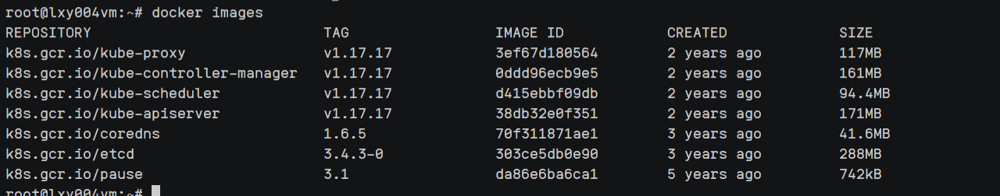 root@lxy004vm:~# docker images
REPOSITORY TAG IMAGE ID CREATED SIZE
k8s.gcr.io/kube-proxy v1.17.17 3ef67d180564 2 years ago 117MB
k8s.gcr.io/kube-controller-manager v1.17.17 0ddd96ecb9e5 2 years ago 161MB
k8s.gcr.io/kube-scheduler v1.17.17 d415ebbf09db 2 years ago 94.4MB
k8s.gcr.io/kube-apiserver v1.17.17 38db32e0f351 2 years ago 171MB
k8s.gcr.io/coredns 1.6.5 70f311871ae1 3 years ago 41.6MB
k8s.gcr.io/etcd 3.4.3-0 303ce5db0e90 3 years ago 288MB
k8s.gcr.io/pause 3.1 da86e6ba6ca1 5 years ago 742kB
root@lxy004vm:~#